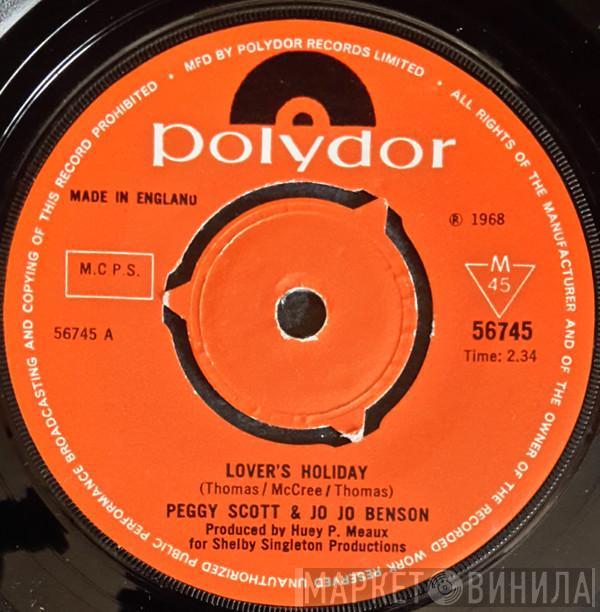 MFD BY POLYDOR RECORDS LIMITED • ALL RIGHTS OF THE MANUFACTURER AND OF THE OWNER OF THE RECORDED WORK RESERVED UNAUTHORIZED PUBLIC PERFORMANCE BROADCASTING AND COPYING OF THIS RECORD PROHIBITED •
polydor
MADE IN ENGLAND
℗ 1968
M.C P.S.
M
45
56745 A
56745
Time: 2.34
LOVER'S HOLIDAY
(Thomas/McCree/Thomas)
PEGGY SCOTT & JO JO BENSON
Produced by Huey P. Meaux
for Shelby Singleton Productions
МАРКЕТ ВИНИЛА